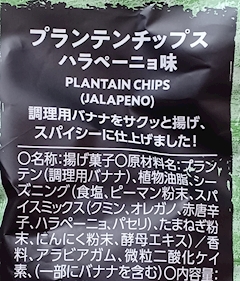 プランテンチップス
ハラペーニョ味
PLANTAIN CHIPS
(JALAPENO)
調理用バナナをサクッと揚げ、
スパイシーに仕上げました!
〇名称:揚げ菓子〇原材料名:プラン
テン(調理用バナナ)、植物油脂、シー
ズニング(食塩、ピーマン粉末、スパ
イスミックス(クミン、オレガノ、赤唐辛
子、ハラペーニョ、パセリ)、たまねぎ粉
末、にんにく粉末、酵母エキス)/香
料、アラビアガム、微粒二酸化ケイ
素、(一部にバナナを含む)〇内容量: